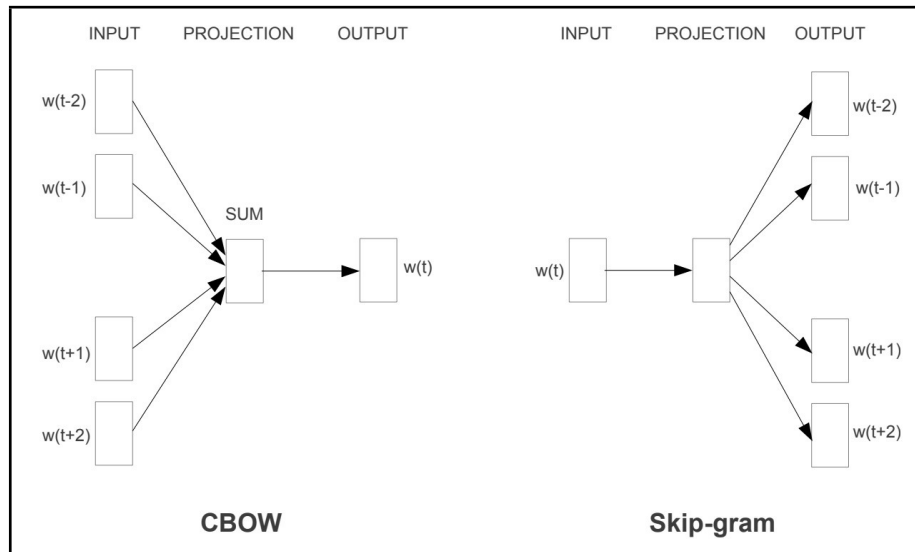 INPUT PROJECTION OUTPUT
w(t-2)
w(t-1)
SUM
w(t)
w(t+1)
w(t+2)
CBOW
INPUT PROJECTION OUTPUT
w(t-2)
w(t-1)
w(t)
w(t+1)
w(t+2)
Skip-gram